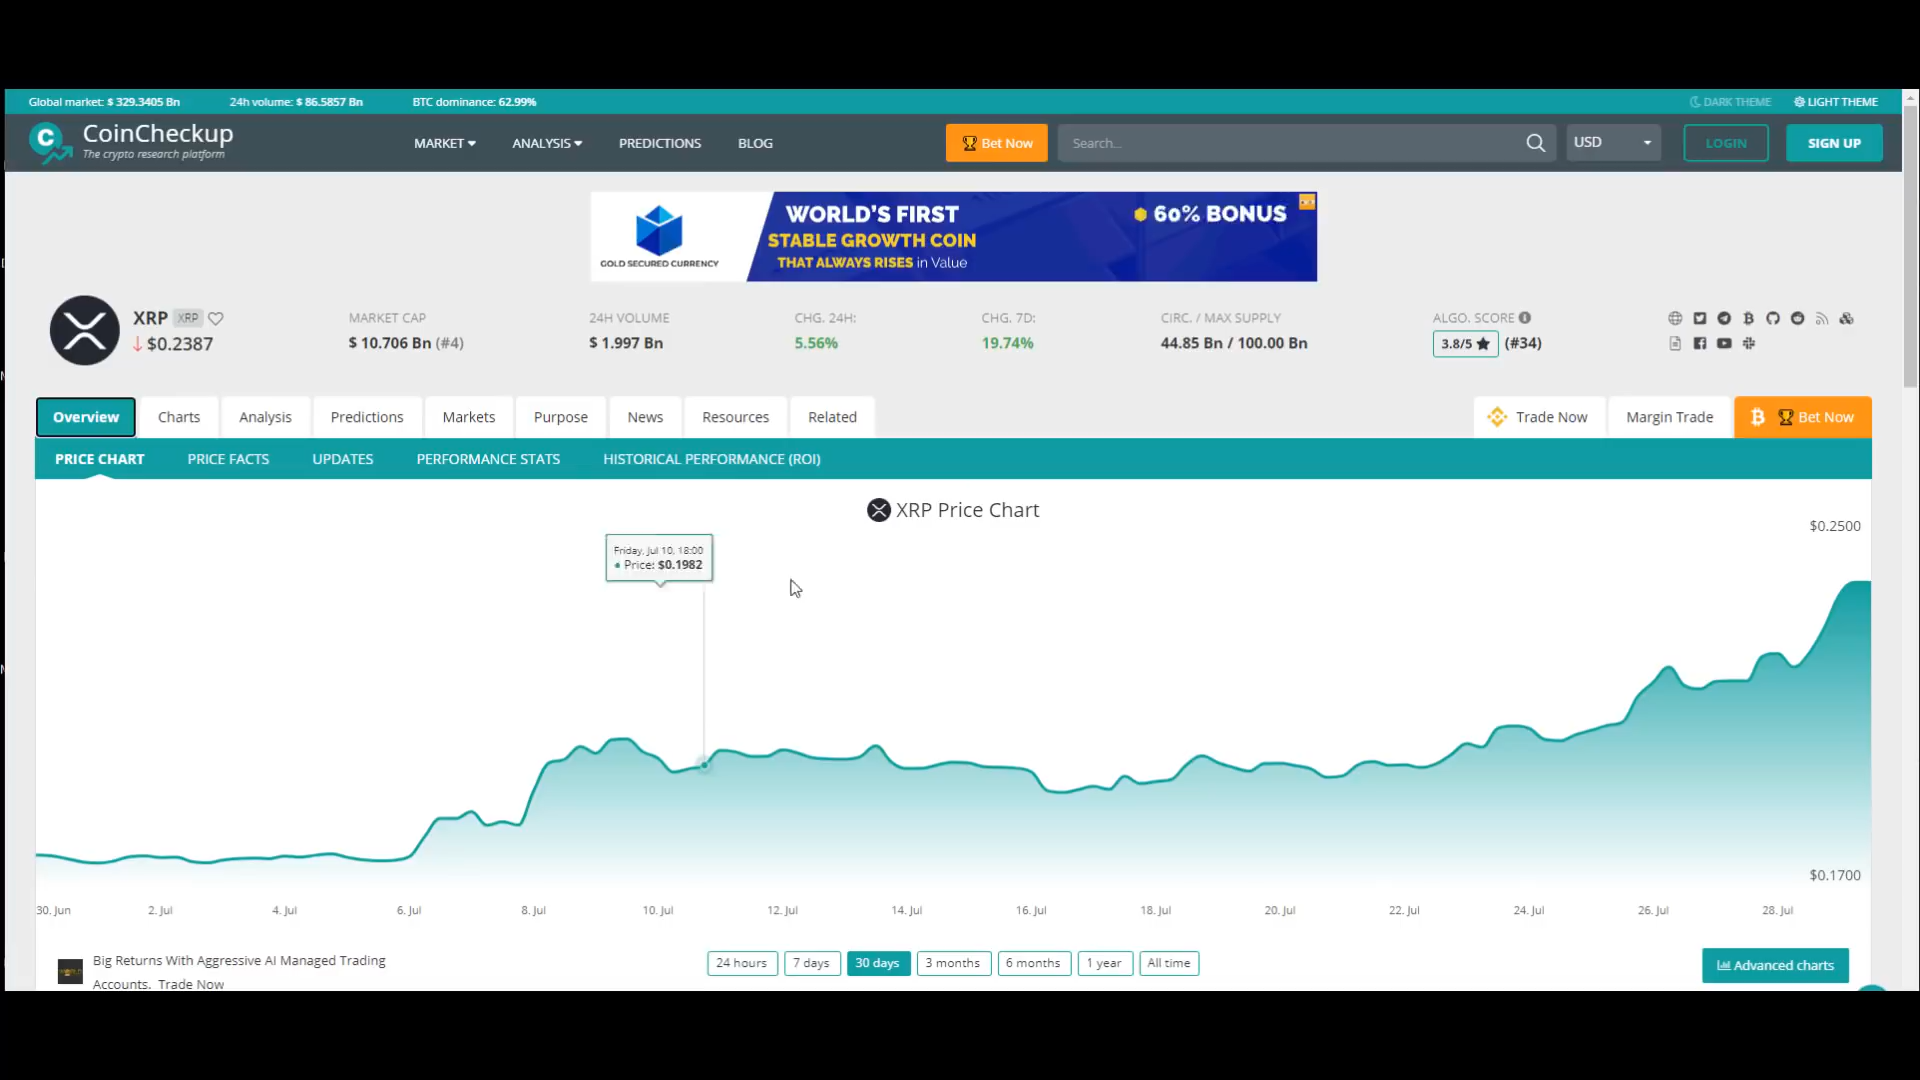 Global market: $ 329.3405 Bn 24h volume: $ 86.5857 Bn BTC dominance: 62.99% DARK THEME LIGHT THEME
CoinCheckup
The crypto research platform
MARKET ANALYSIS PREDICTIONS BLOG Bet Now Search... USD LOGIN SIGN UP
GOLD SECURED CURRENCY
WORLD'S FIRST
STABLE GROWTH COIN
THAT ALWAYS RISES in Value
60% BONUS
XRP XRP
$0.2387
MARKET CAP
$ 10.706 Bn (#4)
24H VOLUME
$ 1.997 Bn
CHG. 24H:
5.56%
CHG. 7D:
19.74%
CIRC. / MAX SUPPLY
44.85 Bn / 100.00 Bn
ALGO. SCORE
3.8/5 (#34)
Overview Charts Analysis Predictions Markets Purpose News Resources Related Trade Now Margin Trade Bet Now
PRICE CHART PRICE FACTS UPDATES PERFORMANCE STATS HISTORICAL PERFORMANCE (ROI)
XRP Price Chart
$0.2500
Friday, Jul 10, 18:00
Price: $0.1982
$0.1700
30. Jun 2. Jul 4. Jul 6. Jul 8. Jul 10. Jul 12. Jul 14. Jul 16. Jul 18. Jul 20. Jul 22. Jul 24. Jul 26. Jul 28. Jul
Big Returns With Aggressive AI Managed Trading
Accounts. Trade Now
24 hours 7 days 30 days 3 months 6 months 1 year All time
Advanced charts